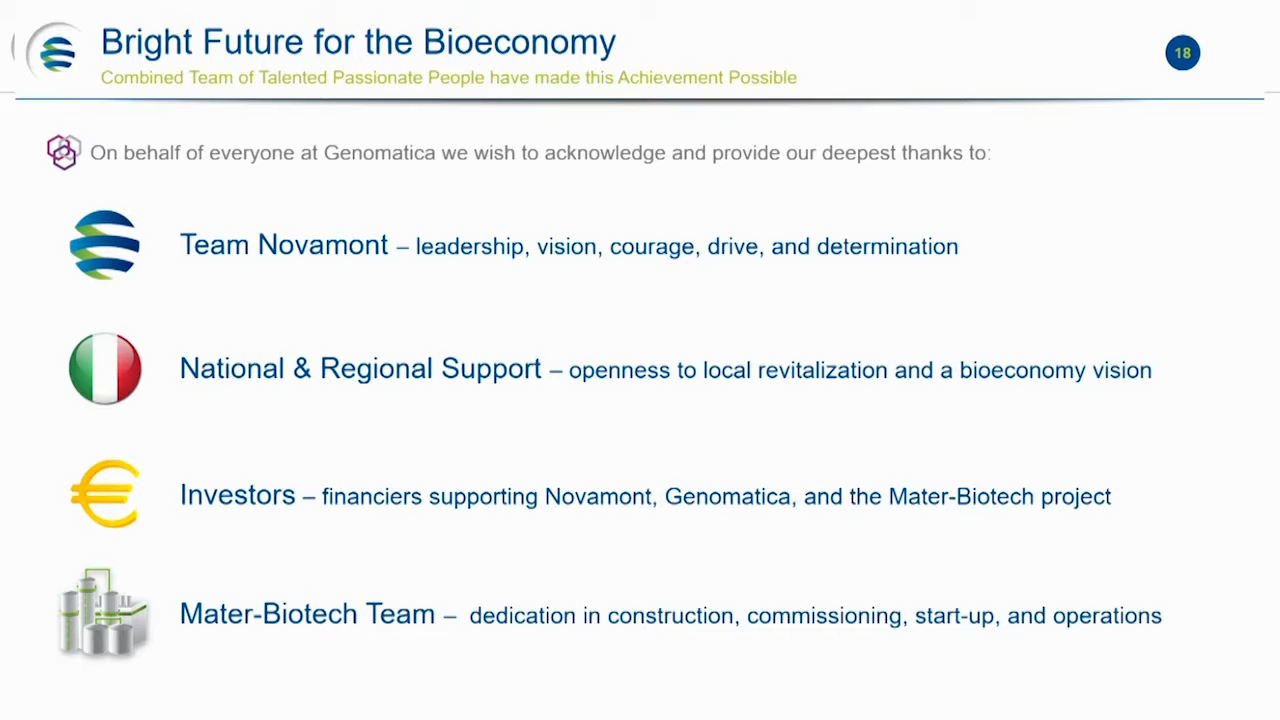 Bright Future for the Bioeconomy
18
Combined Team of Talented Passionate People have made this Achievement Possible
On behalf of everyone at Genomatica we wish to acknowledge and provide our deepest thanks to:
Team Novamont – leadership, vision, courage, drive, and determination
National & Regional Support – openness to local revitalization and a bioeconomy vision
Investors – financiers supporting Novamont, Genomatica, and the Mater-Biotech project
Mater-Biotech Team – dedication in construction, commissioning, start-up, and operations